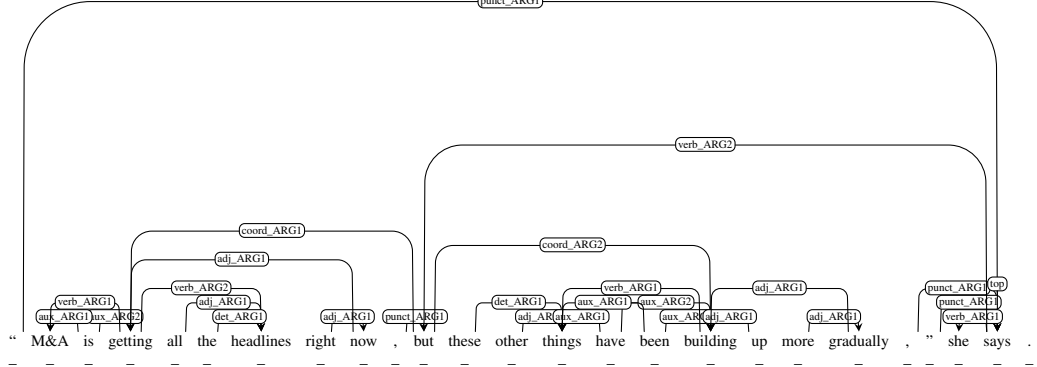 punct_ARG1
verb_ARG2
coord_ARG1
coord_ARG2
adj_ARG1
verb_ARG2 verb_ARG1 adj_ARG1 punct_ARG1 top
verb_ARG1 adj_ARG1 det_ARG1 aux_ARG1 aux_ARG2 punct_ARG1
aux_ARG1 aux_ARG2 det_ARG1 adj_ARG1 punct_ARG1 aux_ARG1 adj_ARG1 adj_ARG1 verb_ARG1
“ M&A is getting all the headlines right now , but these other things have been building up more gradually , ” she says .